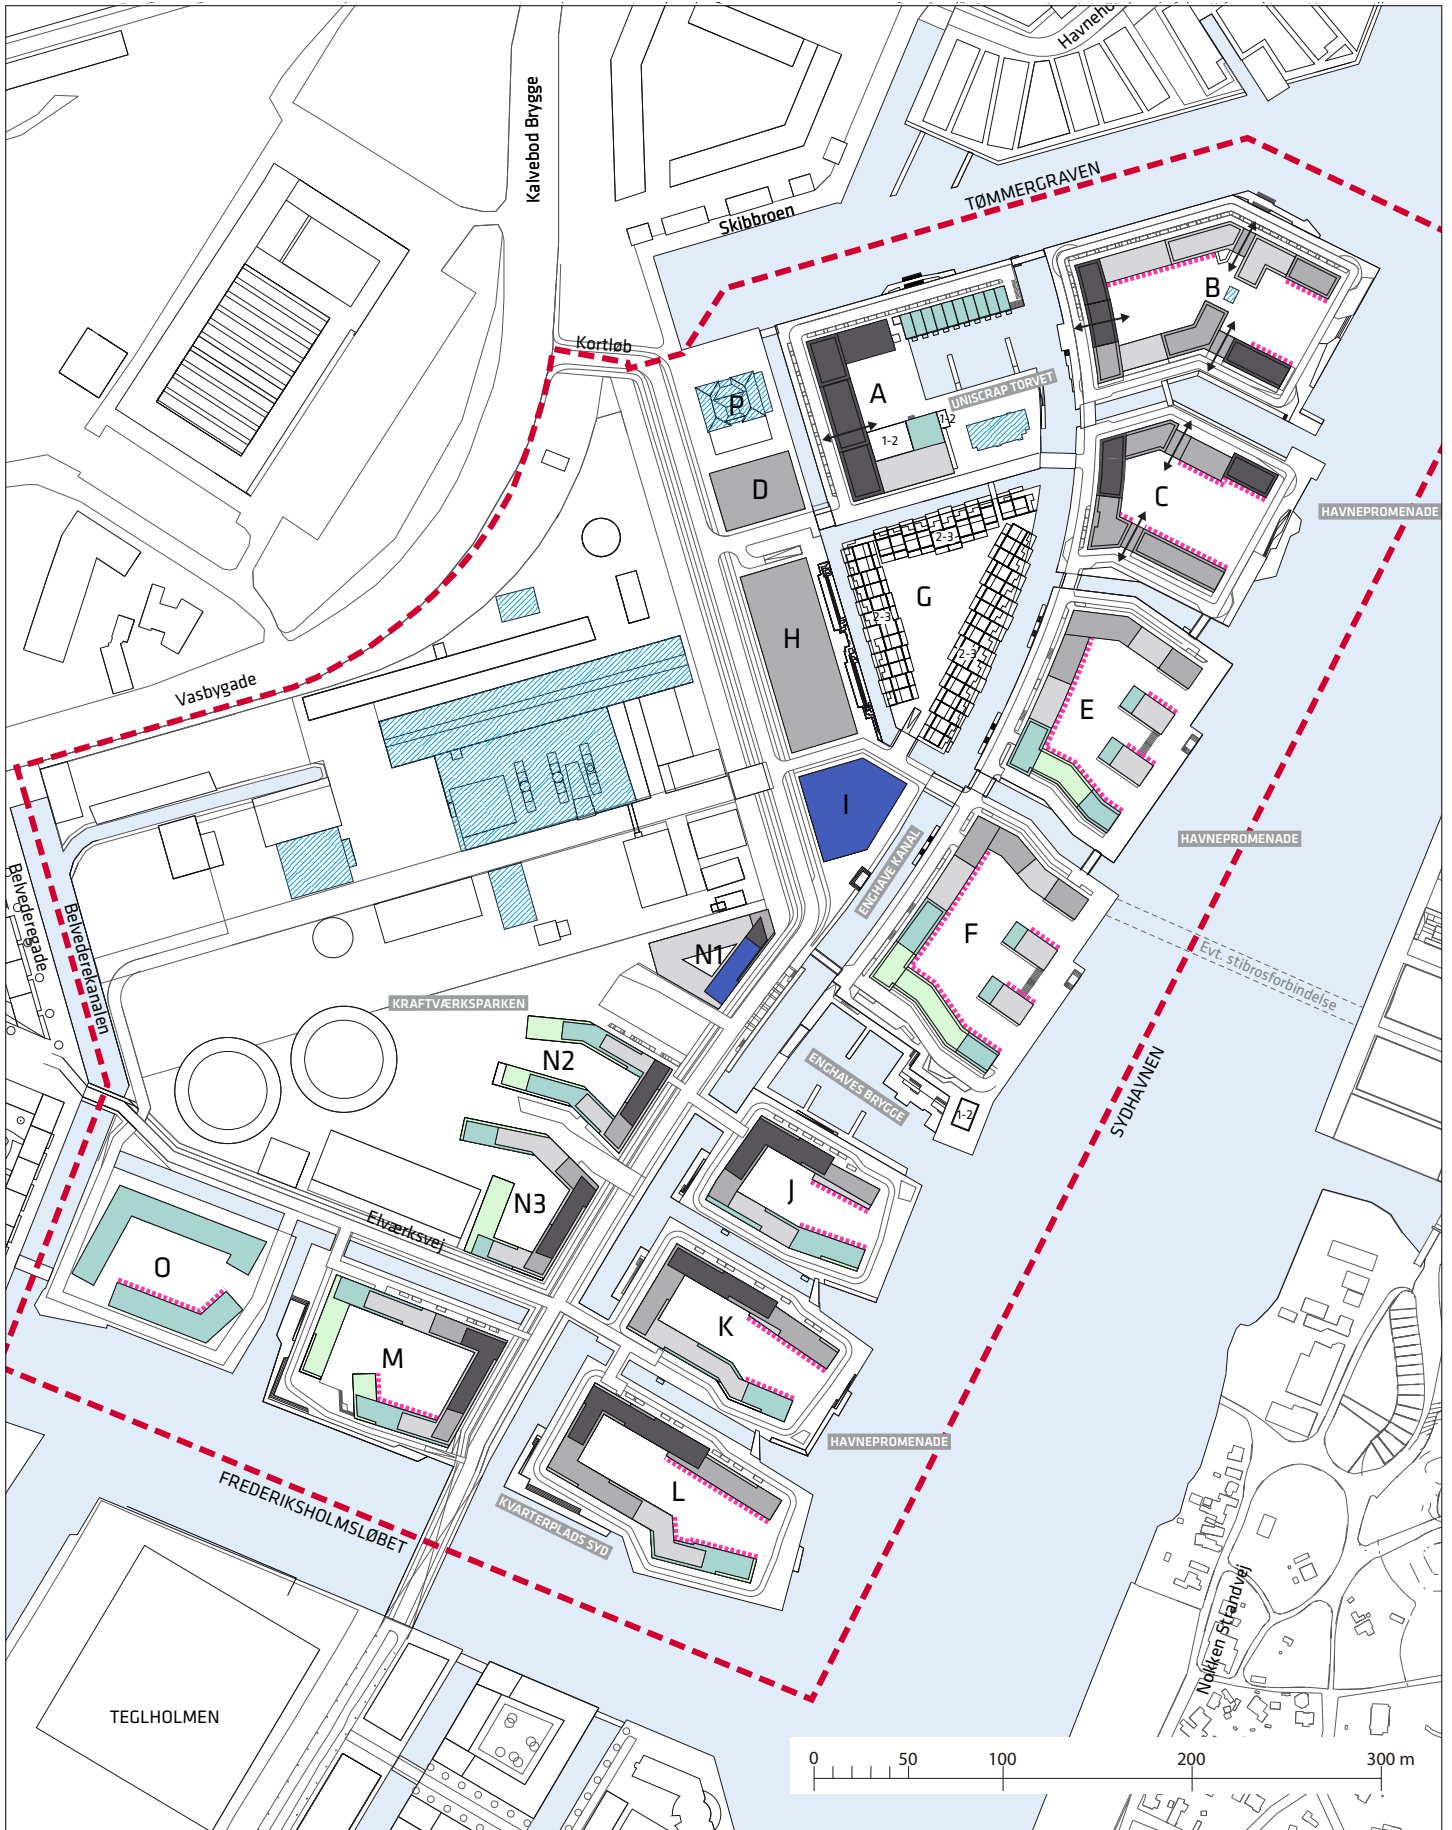 Havneho
Kalvebod Brygge
TØMMERGRAVEN
Skibbroen
B
Kortløb
A
P
UNISCRAP TORVET
1-2
1-2
D
C
HAVNEPROMENADE
2-3
G
2-3
H
2-3
Vasbygade
E
I
HAVNEPROMENADE
ENGHAVE KANAL
Belvederegade
Belvederekanalen
F
N1
Evt. stibrosforbindelse
KRAFTVÆRKSPARKEN
N2
ENGHAVES BRYGGE
SYDHAVNEN
1-2
J
N3
Elværksvej
O
K
M
HAVNEPROMENADE
L
FREDERIKSHOLMSLØBET
KVARTERPLADS SYD
Nokken Strandvej
TEGLHOLMEN
0 50 100 200 300 m